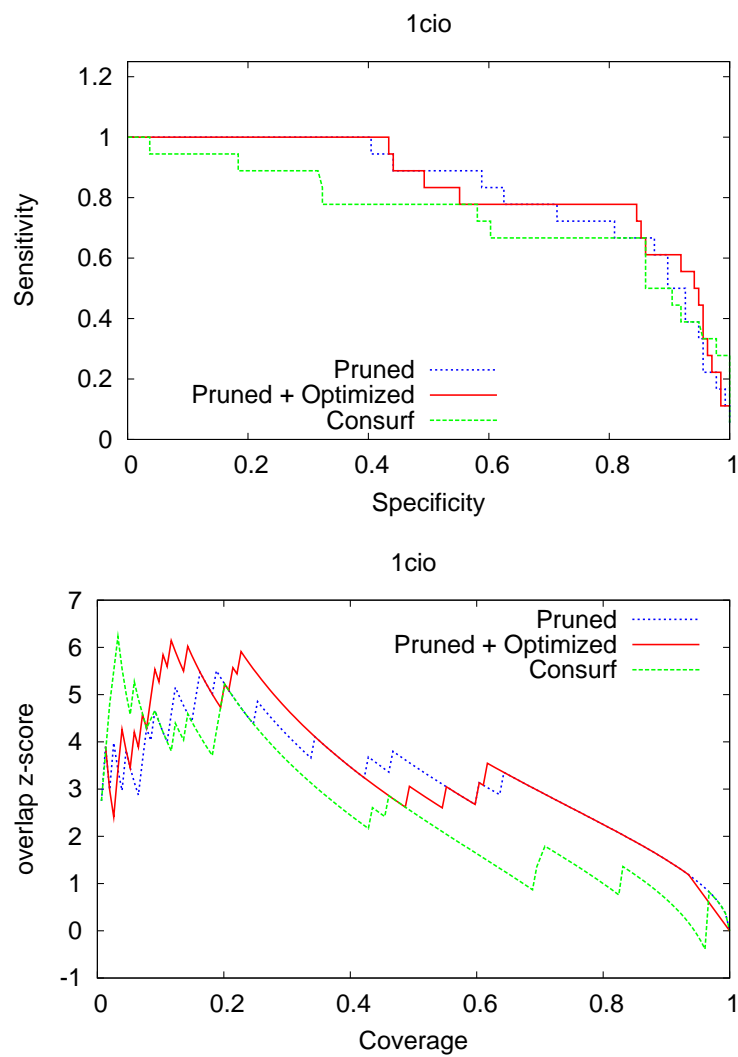 1cio
1.2
1
0.8
0.6
0.4
0.2
0
Sensitivity
Pruned
Pruned + Optimized
Consurf
0 0.2 0.4 0.6 0.8 1
Specificity
1cio
7
6
5
4
3
2
1
0
-1
overlap z-score
Pruned
Pruned + Optimized
Consurf
0 0.2 0.4 0.6 0.8 1
Coverage